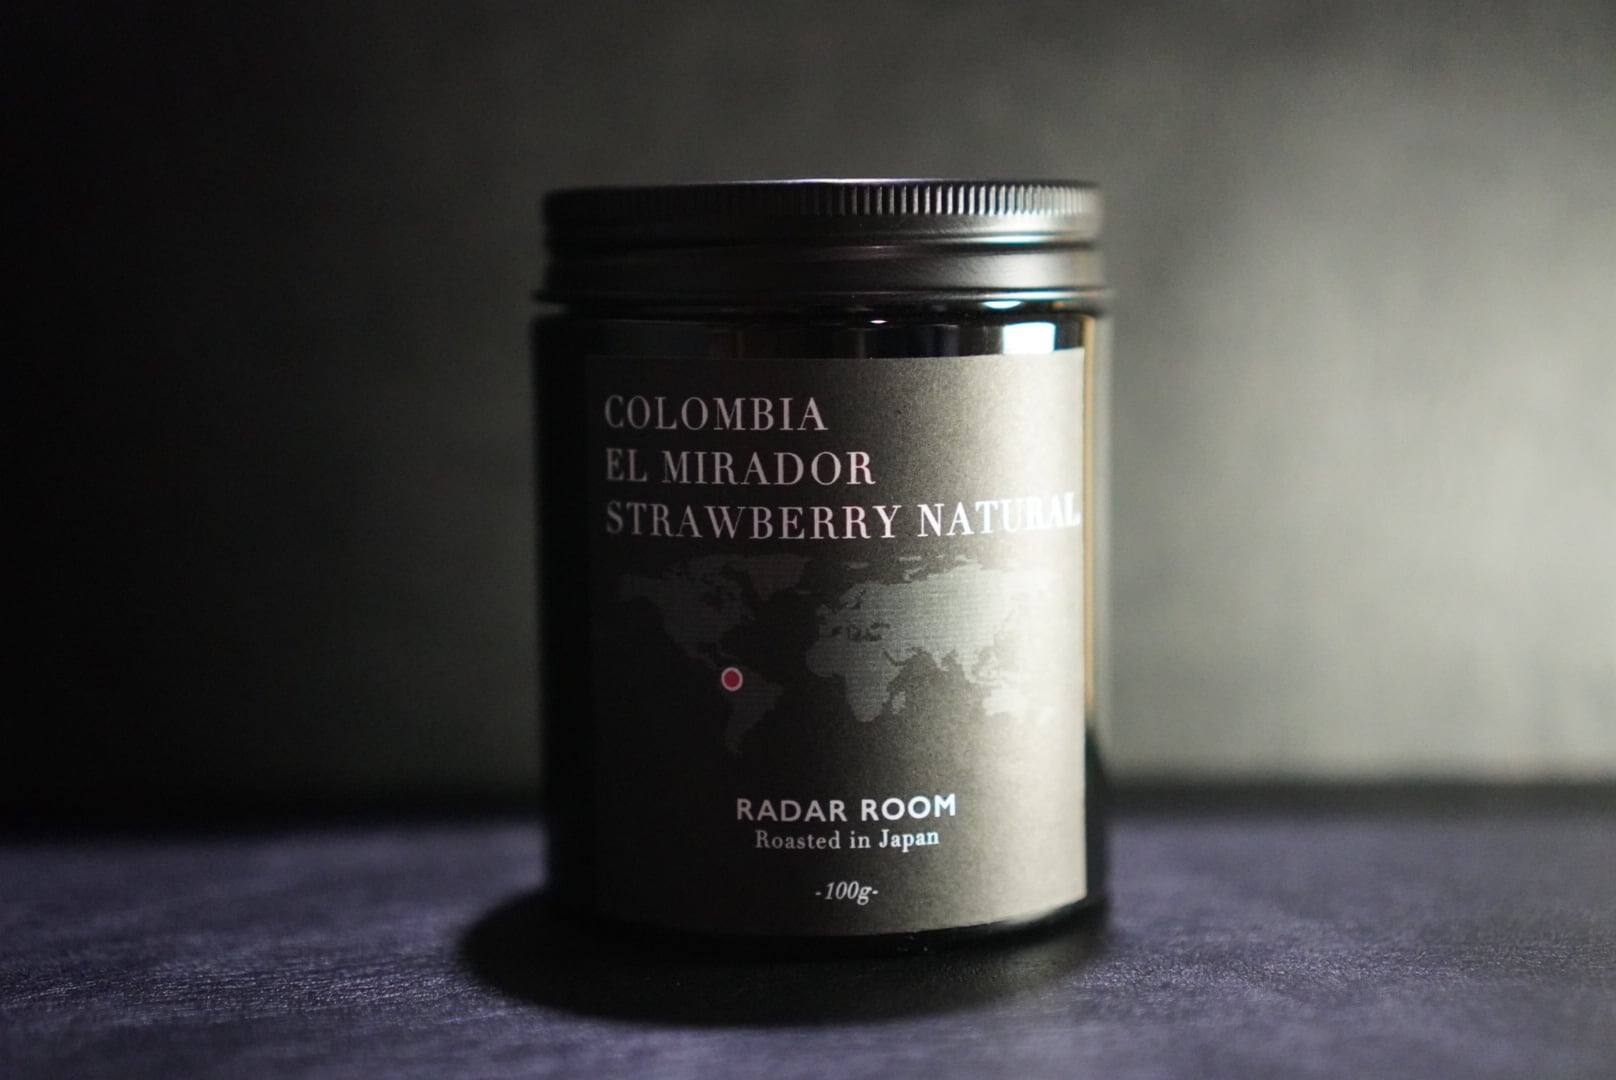 COLOMBIA
EL MIRADOR
STRAWBERRY NATURAL
RADAR ROOM
Roasted in Japan
-100g-